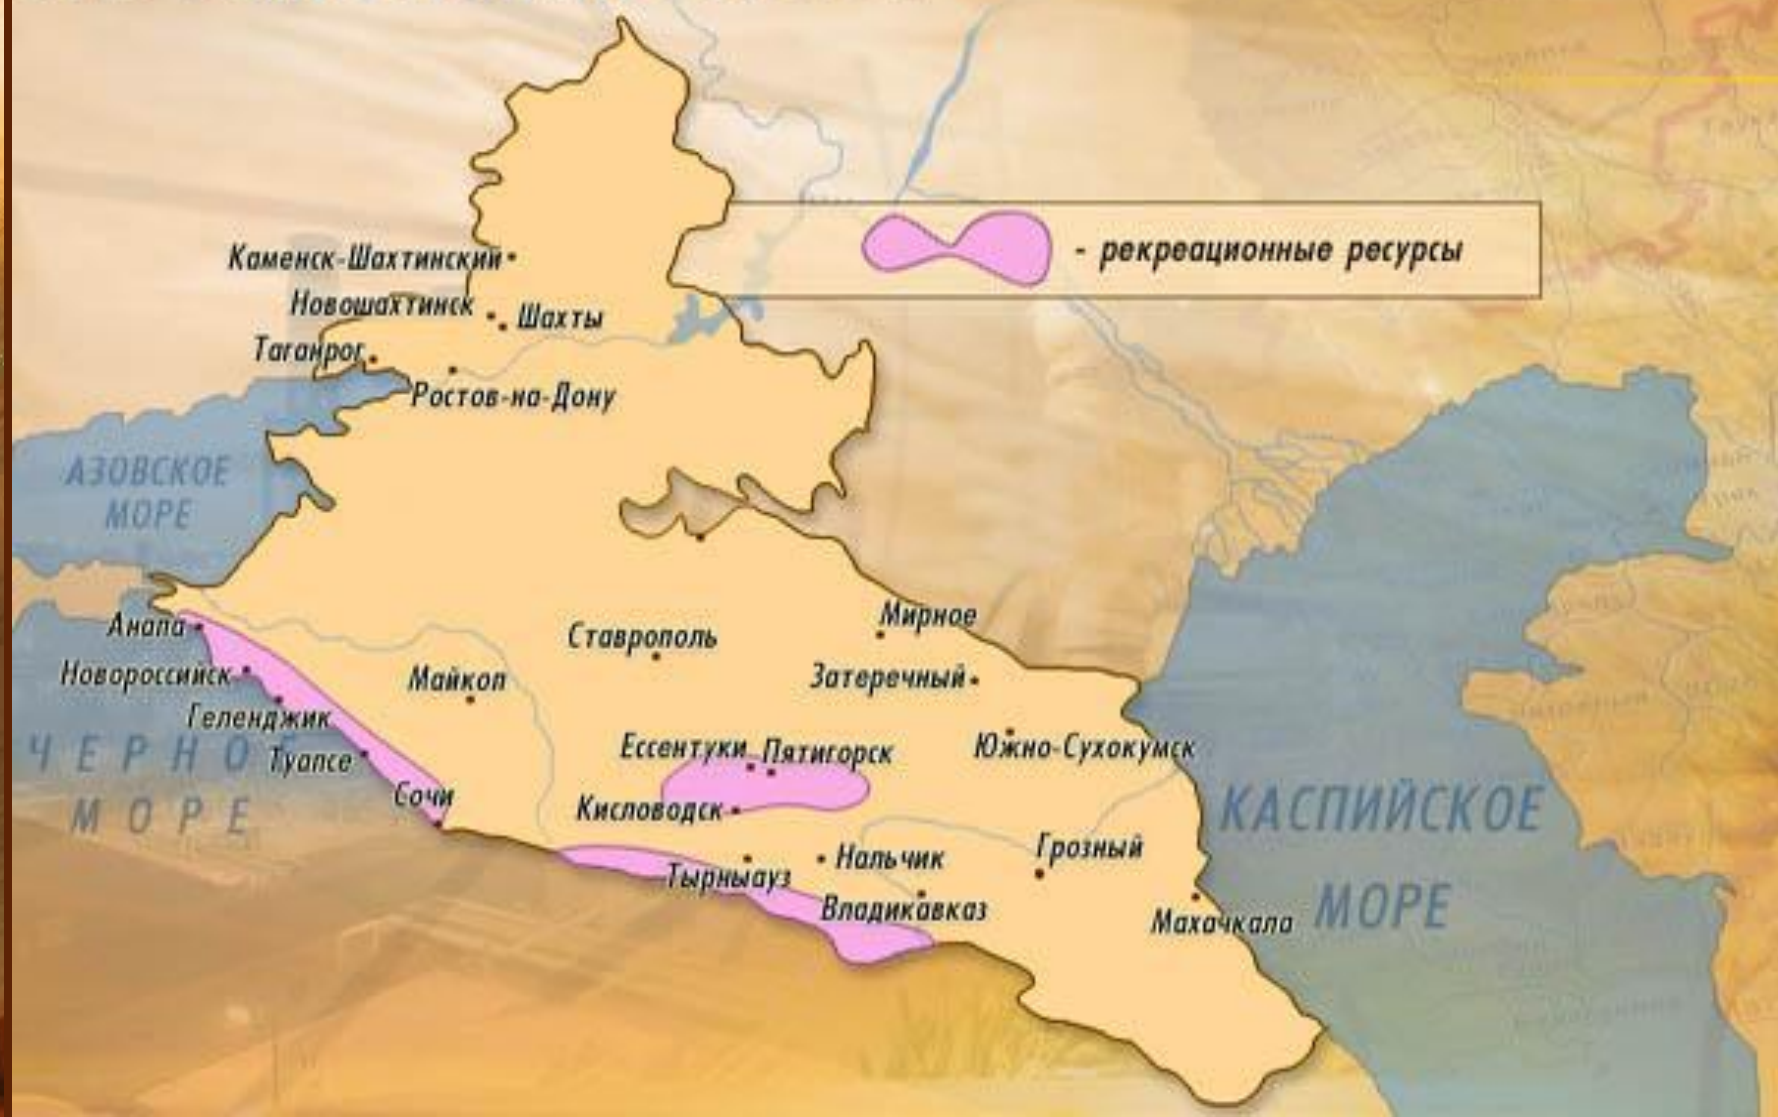 - рекреационные ресурсы
Каменск-Шахтинский
Новошахтинск
Шахты
Таганрог
Ростов-на-Дону
АЗОВСКОЕ
МОРЕ
Анапа
Новороссийск
Геленджик
Туапсе
Сочи
ЧЕРНОЕ
МОРЕ
Майкоп
Ставрополь
Мирное
Затеречный
Южно-Сухокумск
Ессентуки
Пятигорск
Кисловодск
Тырныауз
Нальчик
Владикавказ
Грозный
Махачкала
КАСПИЙСКОЕ
МОРЕ